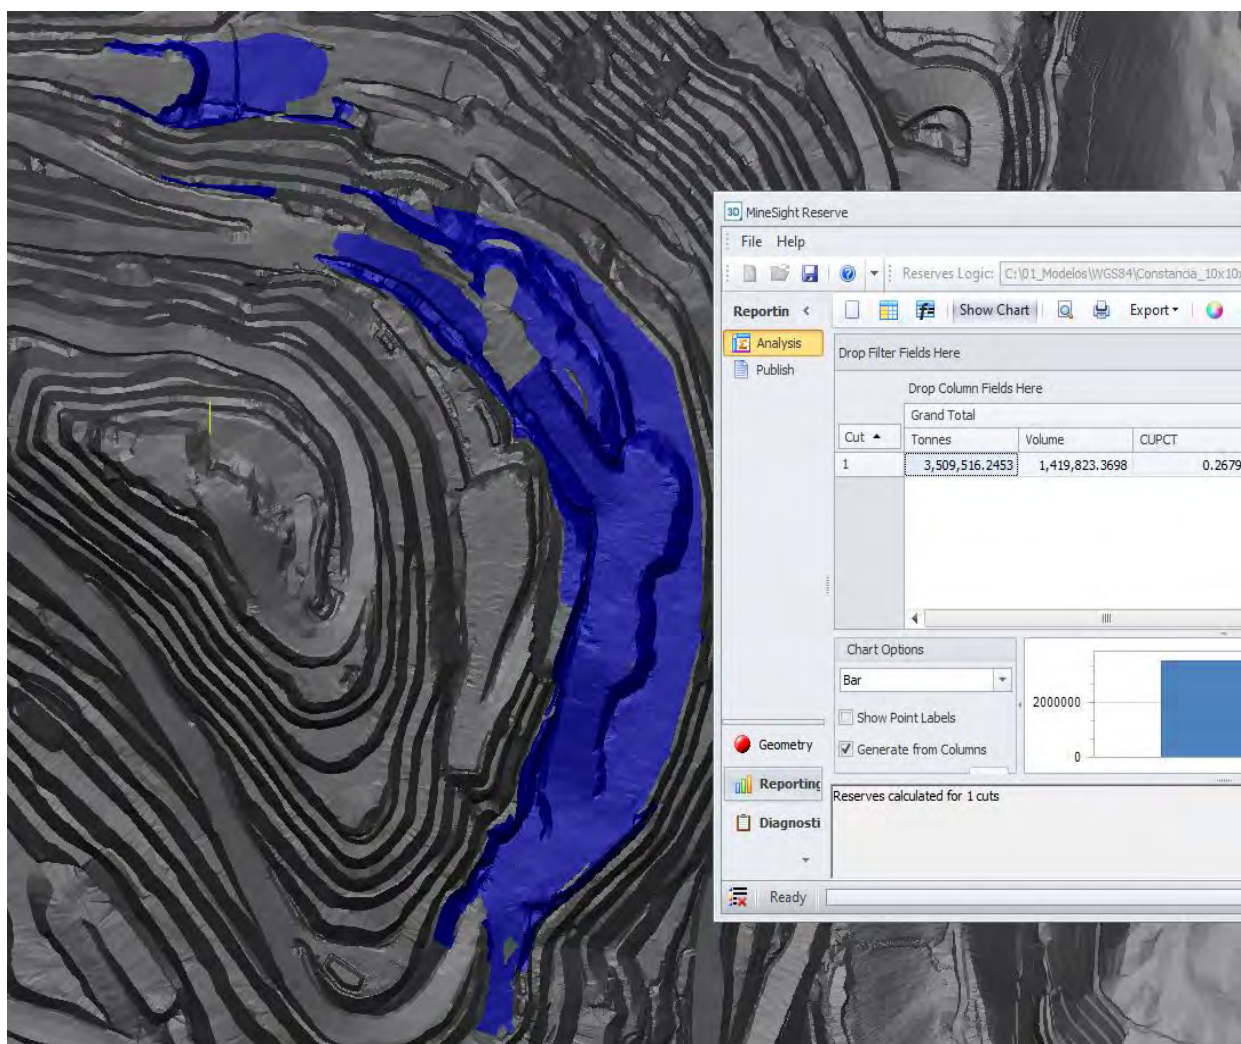 3D MineSight Reserve
File Help
Reserves Logic: C:\01_Modelos\WGS84\Constancia_10x10x
Reportin <
Show Chart Export
Analysis
Publish
Drop Filter Fields Here
Drop Column Fields Here
Grand Total
Cut Tonnes Volume CUPCT
1 3,509,516.2453 1,419,823.3698 0.2679
Chart Options
Bar
Show Point Labels
Generate from Columns
2000000
0
Geometry
Reporting
Diagnosti
Reserves calculated for 1 cuts
Ready